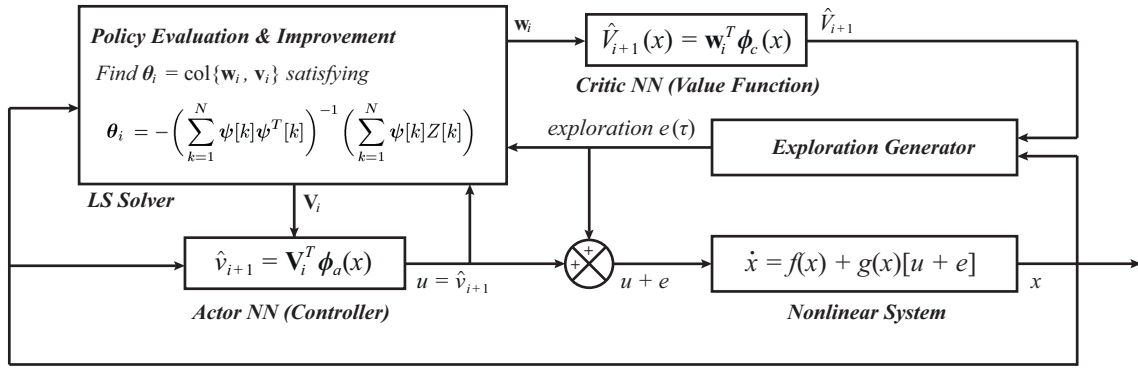 Policy Evaluation & Improvement
Find θ_i = col{w_i, v_i} satisfying
θ_i = -(∑_{k=1}^{N} ψ[k]ψ^T[k])^{-1} (∑_{k=1}^{N} ψ[k]Z[k])
LS Solver
w_i
V̂_{i+1}(x) = w_i^T ϕ_c(x)
V̂_{i+1}
Critic NN (Value Function)
exploration e(τ)
Exploration Generator
V_i
v̂_{i+1} = V_i^T ϕ_a(x)
Actor NN (Controller)
u = v̂_{i+1}
+
+
u + e
ẋ = f(x) + g(x)[u + e]
x
Nonlinear System